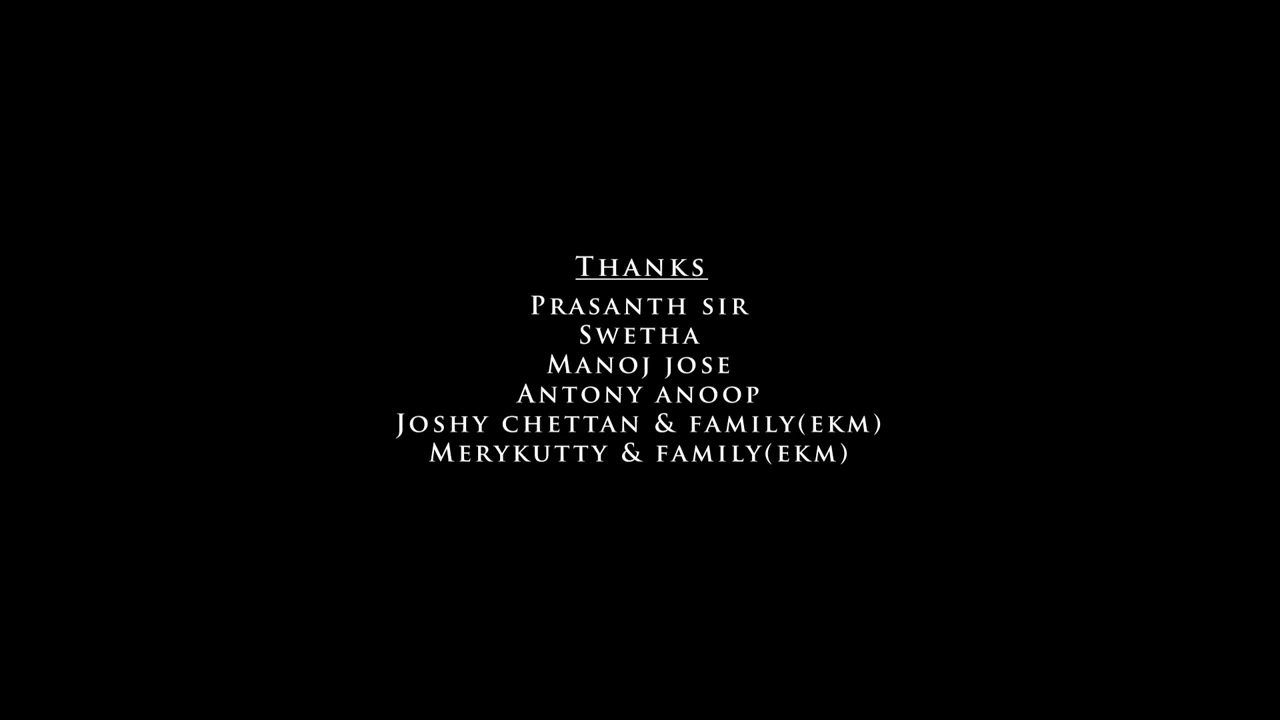 Thanks
Prasanth sir
Swetha
Manoj jose
Antony anoop
Joshy chettan & family(ekm)
Merykutty & family(ekm)